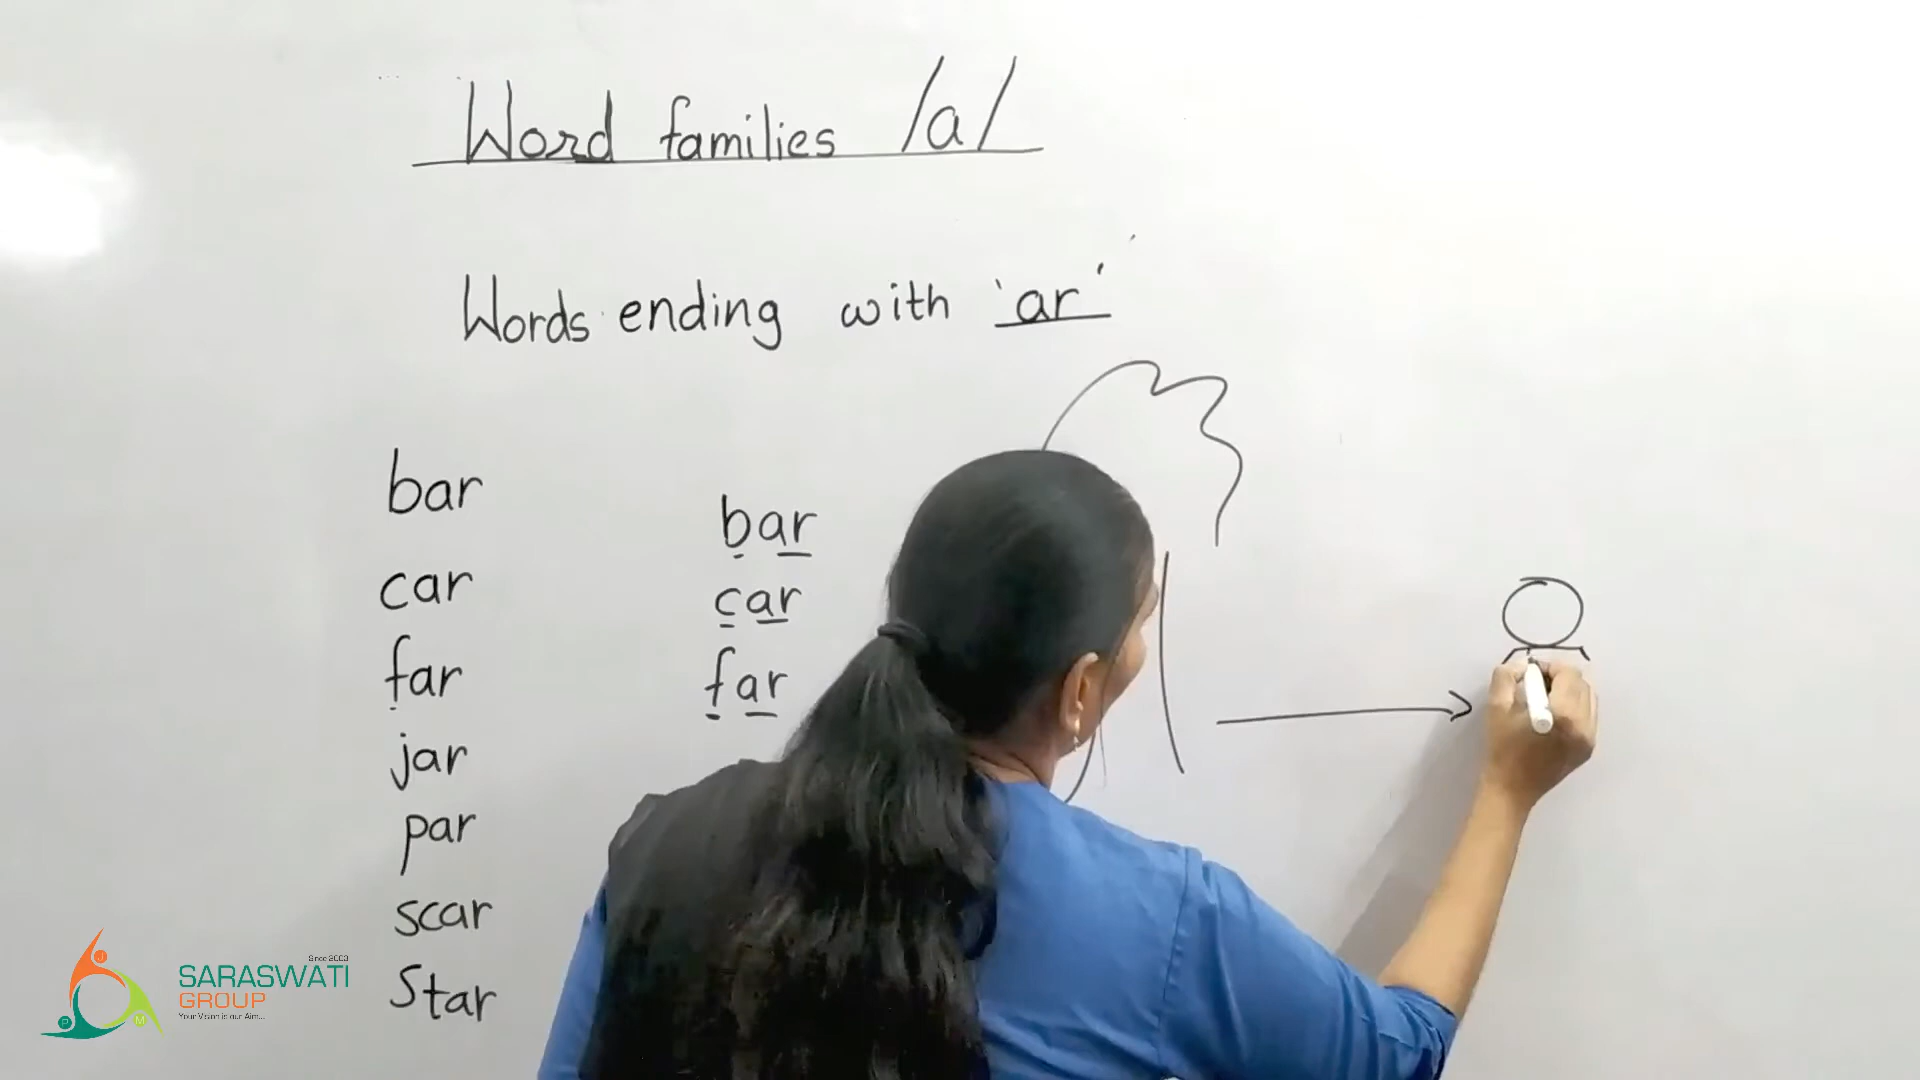 Word families /a/
Words ending with 'ar'
bar
car
far
jar
par
scar
Star
bar
car
far
Since 2003
SARASWATI
GROUP
Your Vision is our Aim...
J
P
M